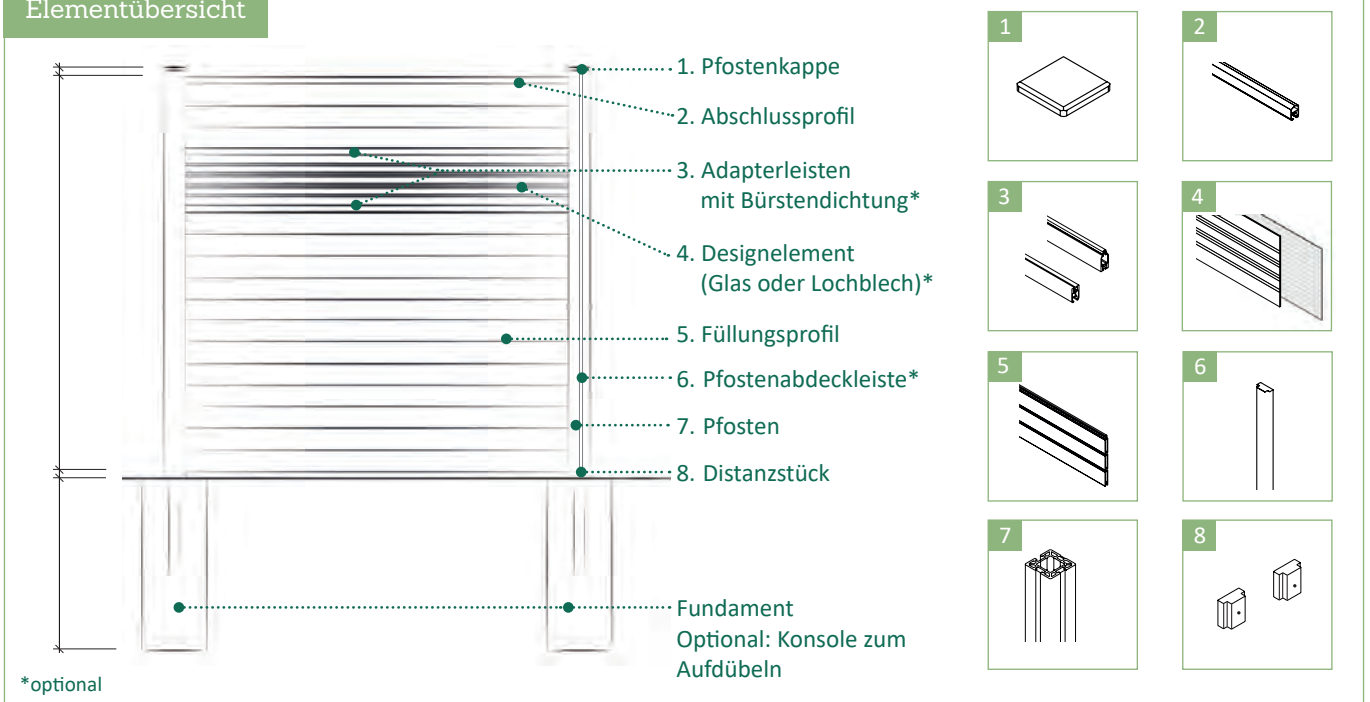 Elementübersicht
1. Pfostenkappe
2. Abschlussprofil
3. Adapterleisten
mit Bürstendichtung*
4. Designelement
(Glas oder Lochblech)*
5. Füllungsprofil
6. Pfostenabdeckleiste*
7. Pfosten
8. Distanzstück
Fundament
Optional: Konsole zum
Aufdübeln
*optional
1
2
3
4
5
6
7
8